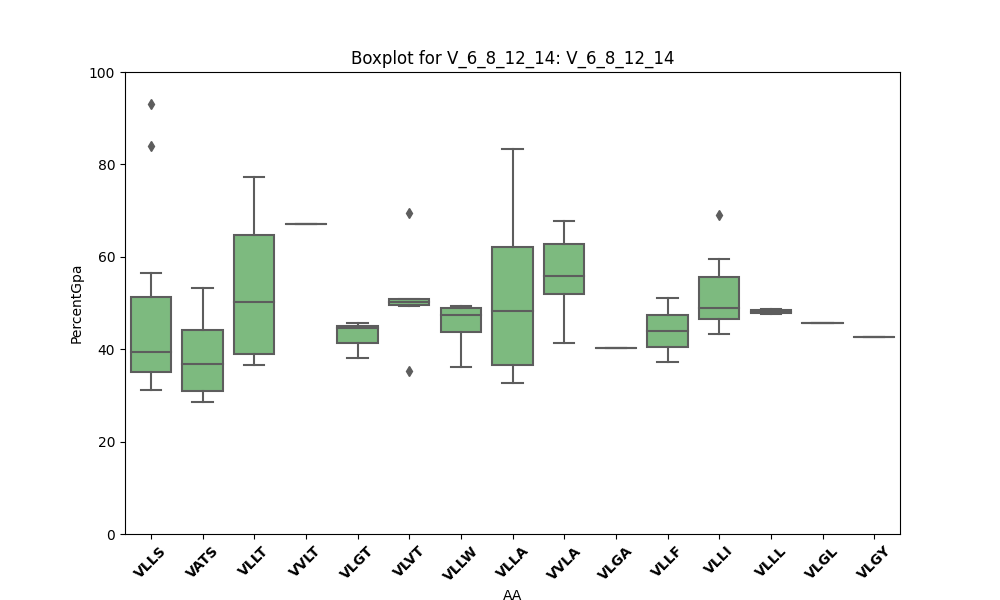 Boxplot for V_6_8_12_14: V_6_8_12_14
100
80
60
40
20
0
PercentGpa
VLLS VATS VLLT VVLT VLGT VLVT VLLW VLLA VVLA VLGA VLLF VLLI VLLL VLGL VLGY
AA